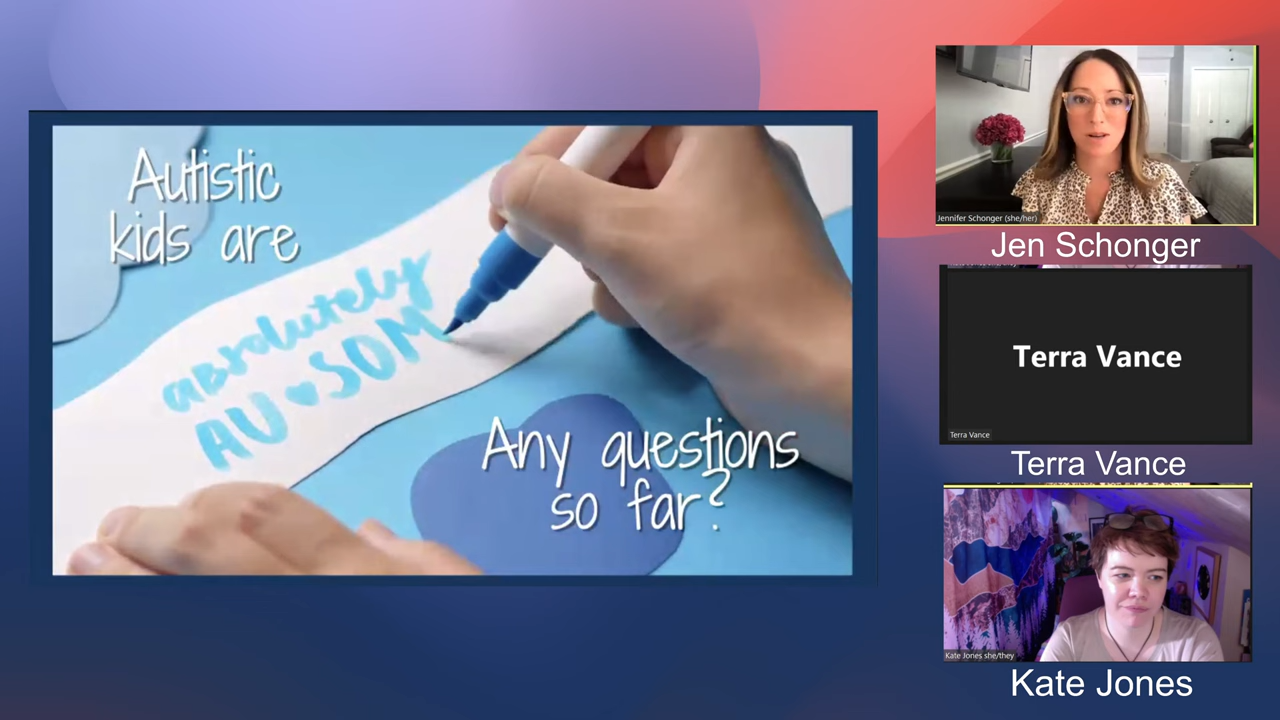 Autistic
kids are
absolutely
AU♥SOM
Any questions
so far?
Jennifer Schonger (she/her)
Jen Schonger
Terra Vance
Terra Vance
Terra Vance
Kate Jones she/they
Kate Jones